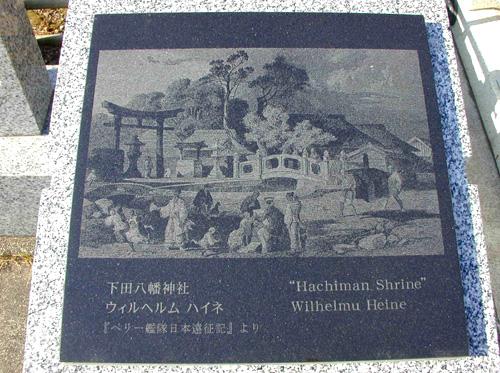 下田八幡神社
ウィルヘルム ハイネ
『ペリー艦隊日本遠征記』より
"Hachiman Shrine"
Wilhelmu Heine